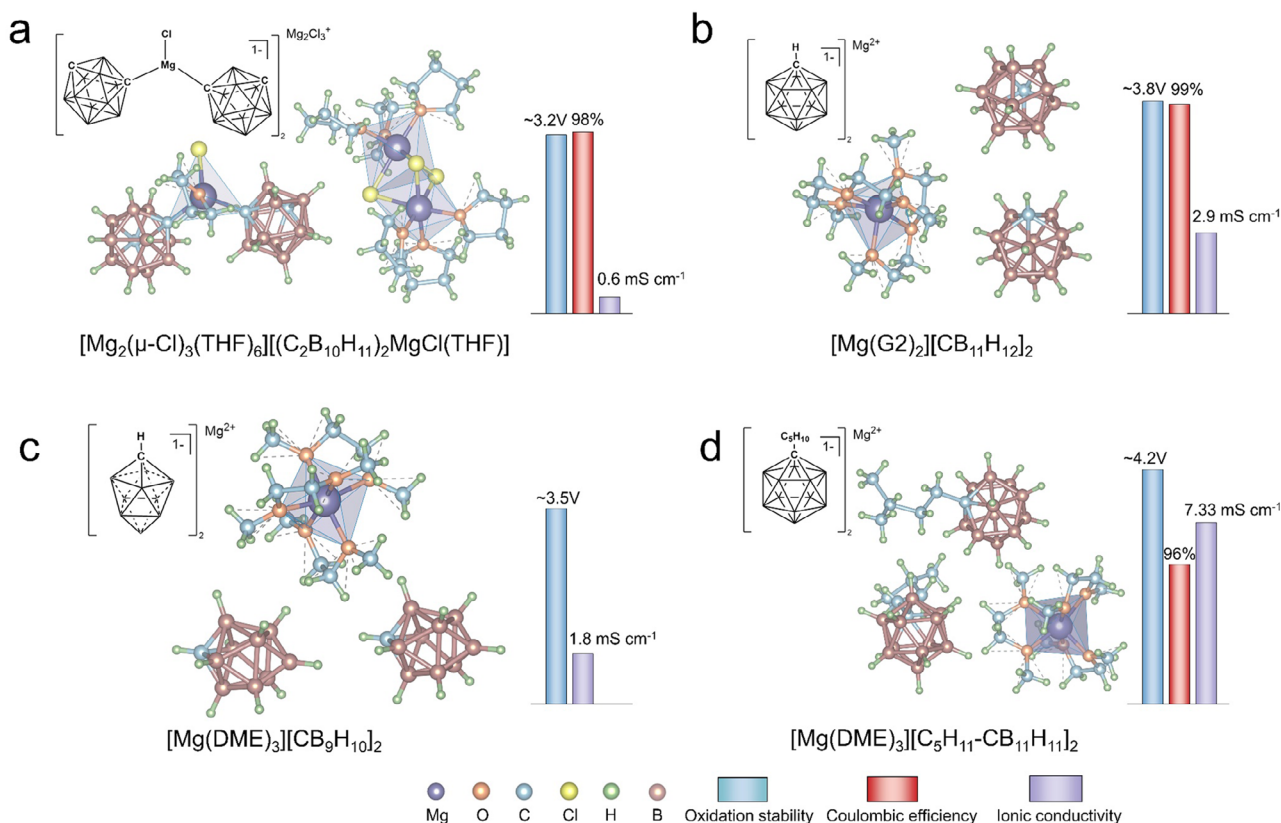 a
Cl
Mg
C
C
C
C
1-
2
Mg₂Cl₃⁺
~3.2V
98%
0.6 mS cm⁻¹
[Mg₂(μ-Cl)₃(THF)₆][(C₂B₁₀H₁₁)₂MgCl(THF)]
b
H
C
1-
2
Mg²⁺
~3.8V
99%
2.9 mS cm⁻¹
[Mg(G2)₂][CB₁₁H₁₂]₂
c
H
C
1-
2
Mg²⁺
~3.5V
1.8 mS cm⁻¹
[Mg(DME)₃][CB₉H₁₀]₂
d
C₅H₁₀
C
1-
2
Mg²⁺
~4.2V
96%
7.33 mS cm⁻¹
[Mg(DME)₃][C₅H₁₁-CB₁₁H₁₁]₂
Mg O C Cl H B Oxidation stability Coulombic efficiency Ionic conductivity